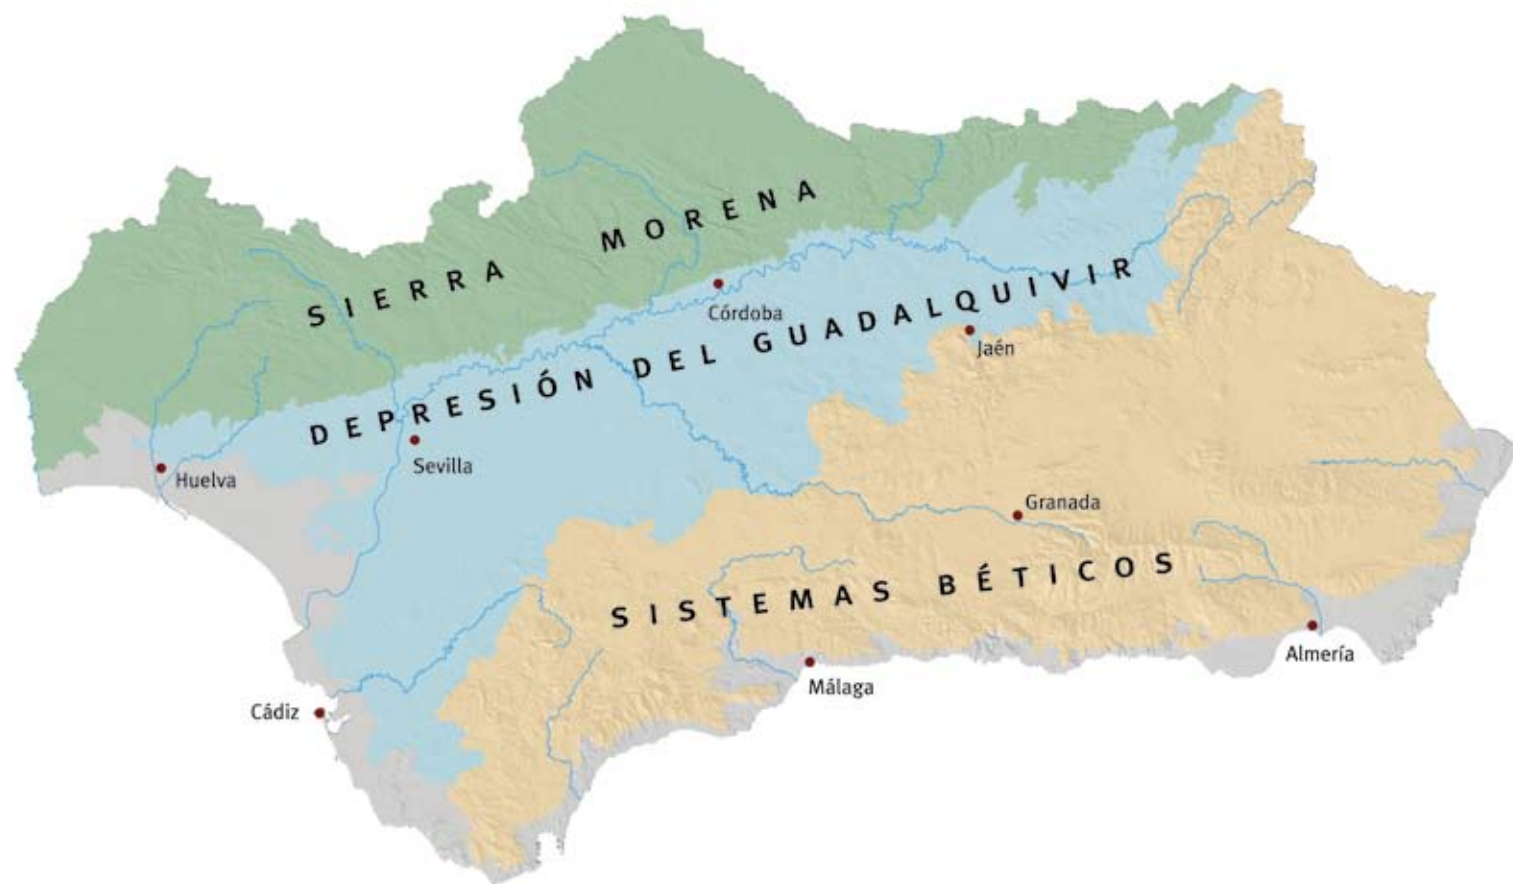 SIERRA MORENA
Córdoba
DEPRESIÓN DEL GUADALQUIVIR
Jaén
Sevilla
Huelva
Granada
SISTEMAS BÉTICOS
Almería
Málaga
Cádiz